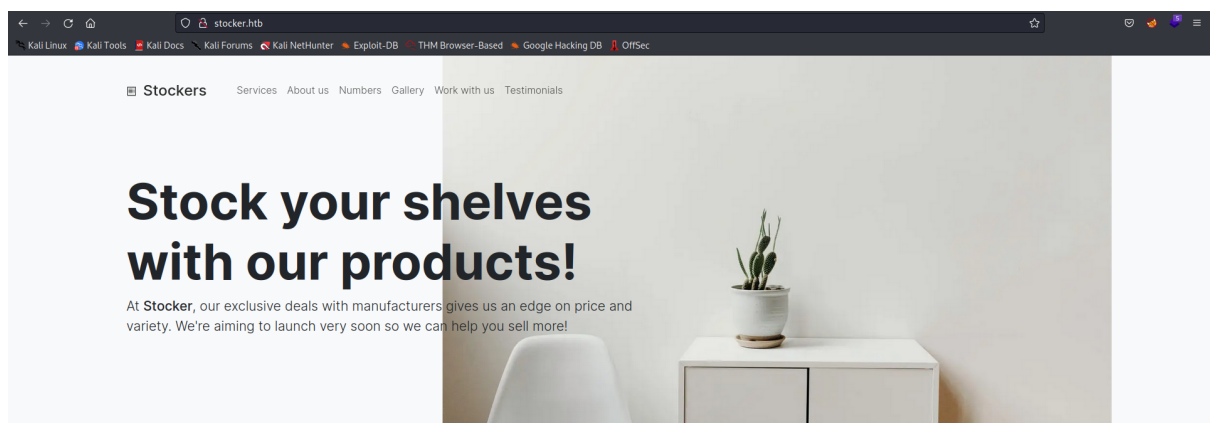 stocker.htb
Kali Linux Kali Tools Kali Docs Kali Forums Kali NetHunter Exploit-DB THM Browser-Based Google Hacking DB OffSec
Stockers Services About us Numbers Gallery Work with us Testimonials
Stock your shelves
with our products!
At Stocker, our exclusive deals with manufacturers gives us an edge on price and
variety. We're aiming to launch very soon so we can help you sell more!